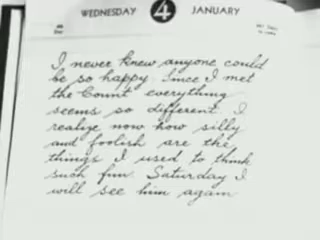 WEDNESDAY 4 JANUARY
I never knew anyone could
be so happy. Since I met
the Count everything
seems so different. I
realize now how silly
and foolish are the
things I used to think
such fun. Saturday I
will see him again